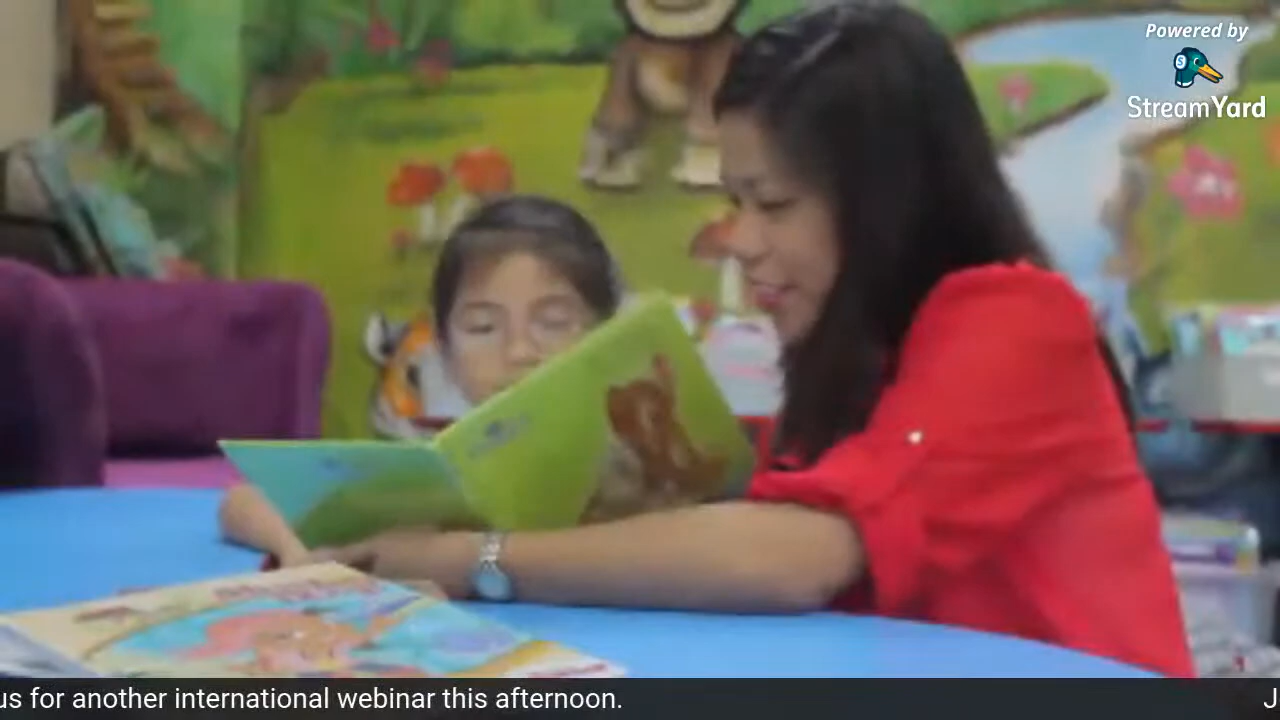 Powered by
StreamYard
us for another international webinar this afternoon.
J